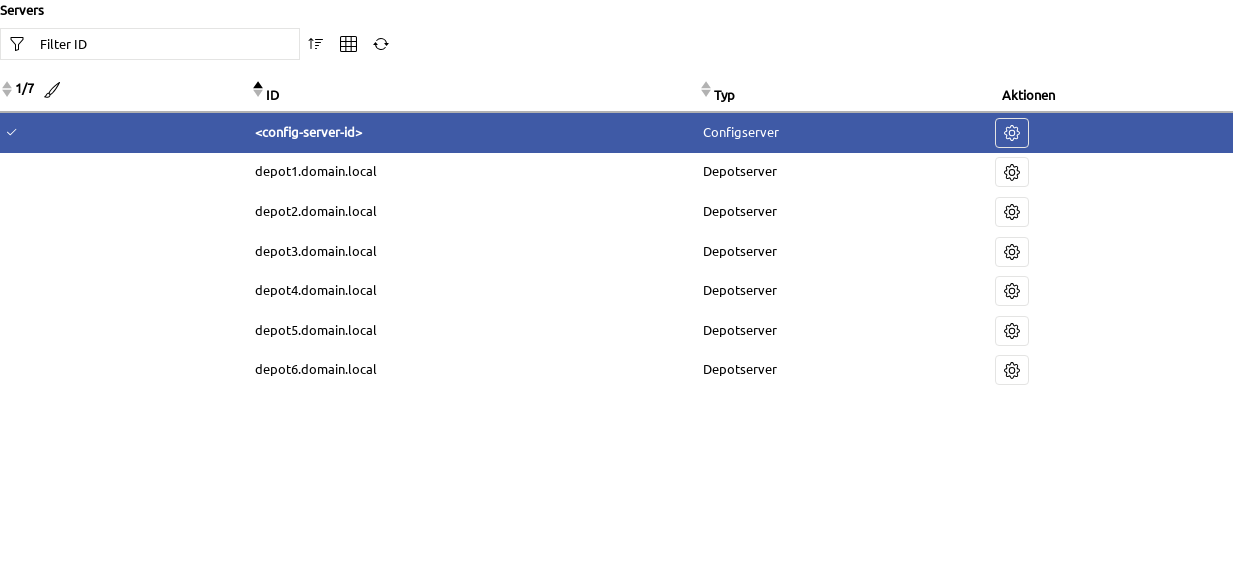 Servers
Filter ID
1/7 ID Typ Aktionen
<config-server-id> Configserver
depot1.domain.local Depotserver
depot2.domain.local Depotserver
depot3.domain.local Depotserver
depot4.domain.local Depotserver
depot5.domain.local Depotserver
depot6.domain.local Depotserver